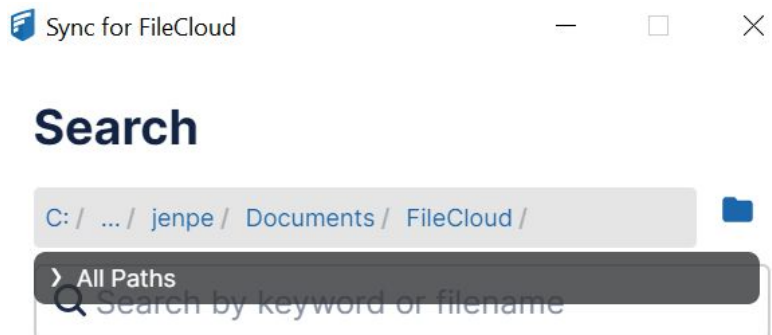 Sync for FileCloud
Search
C: / ... / jenpe / Documents / FileCloud /
› All Paths
Search by keyword or filename